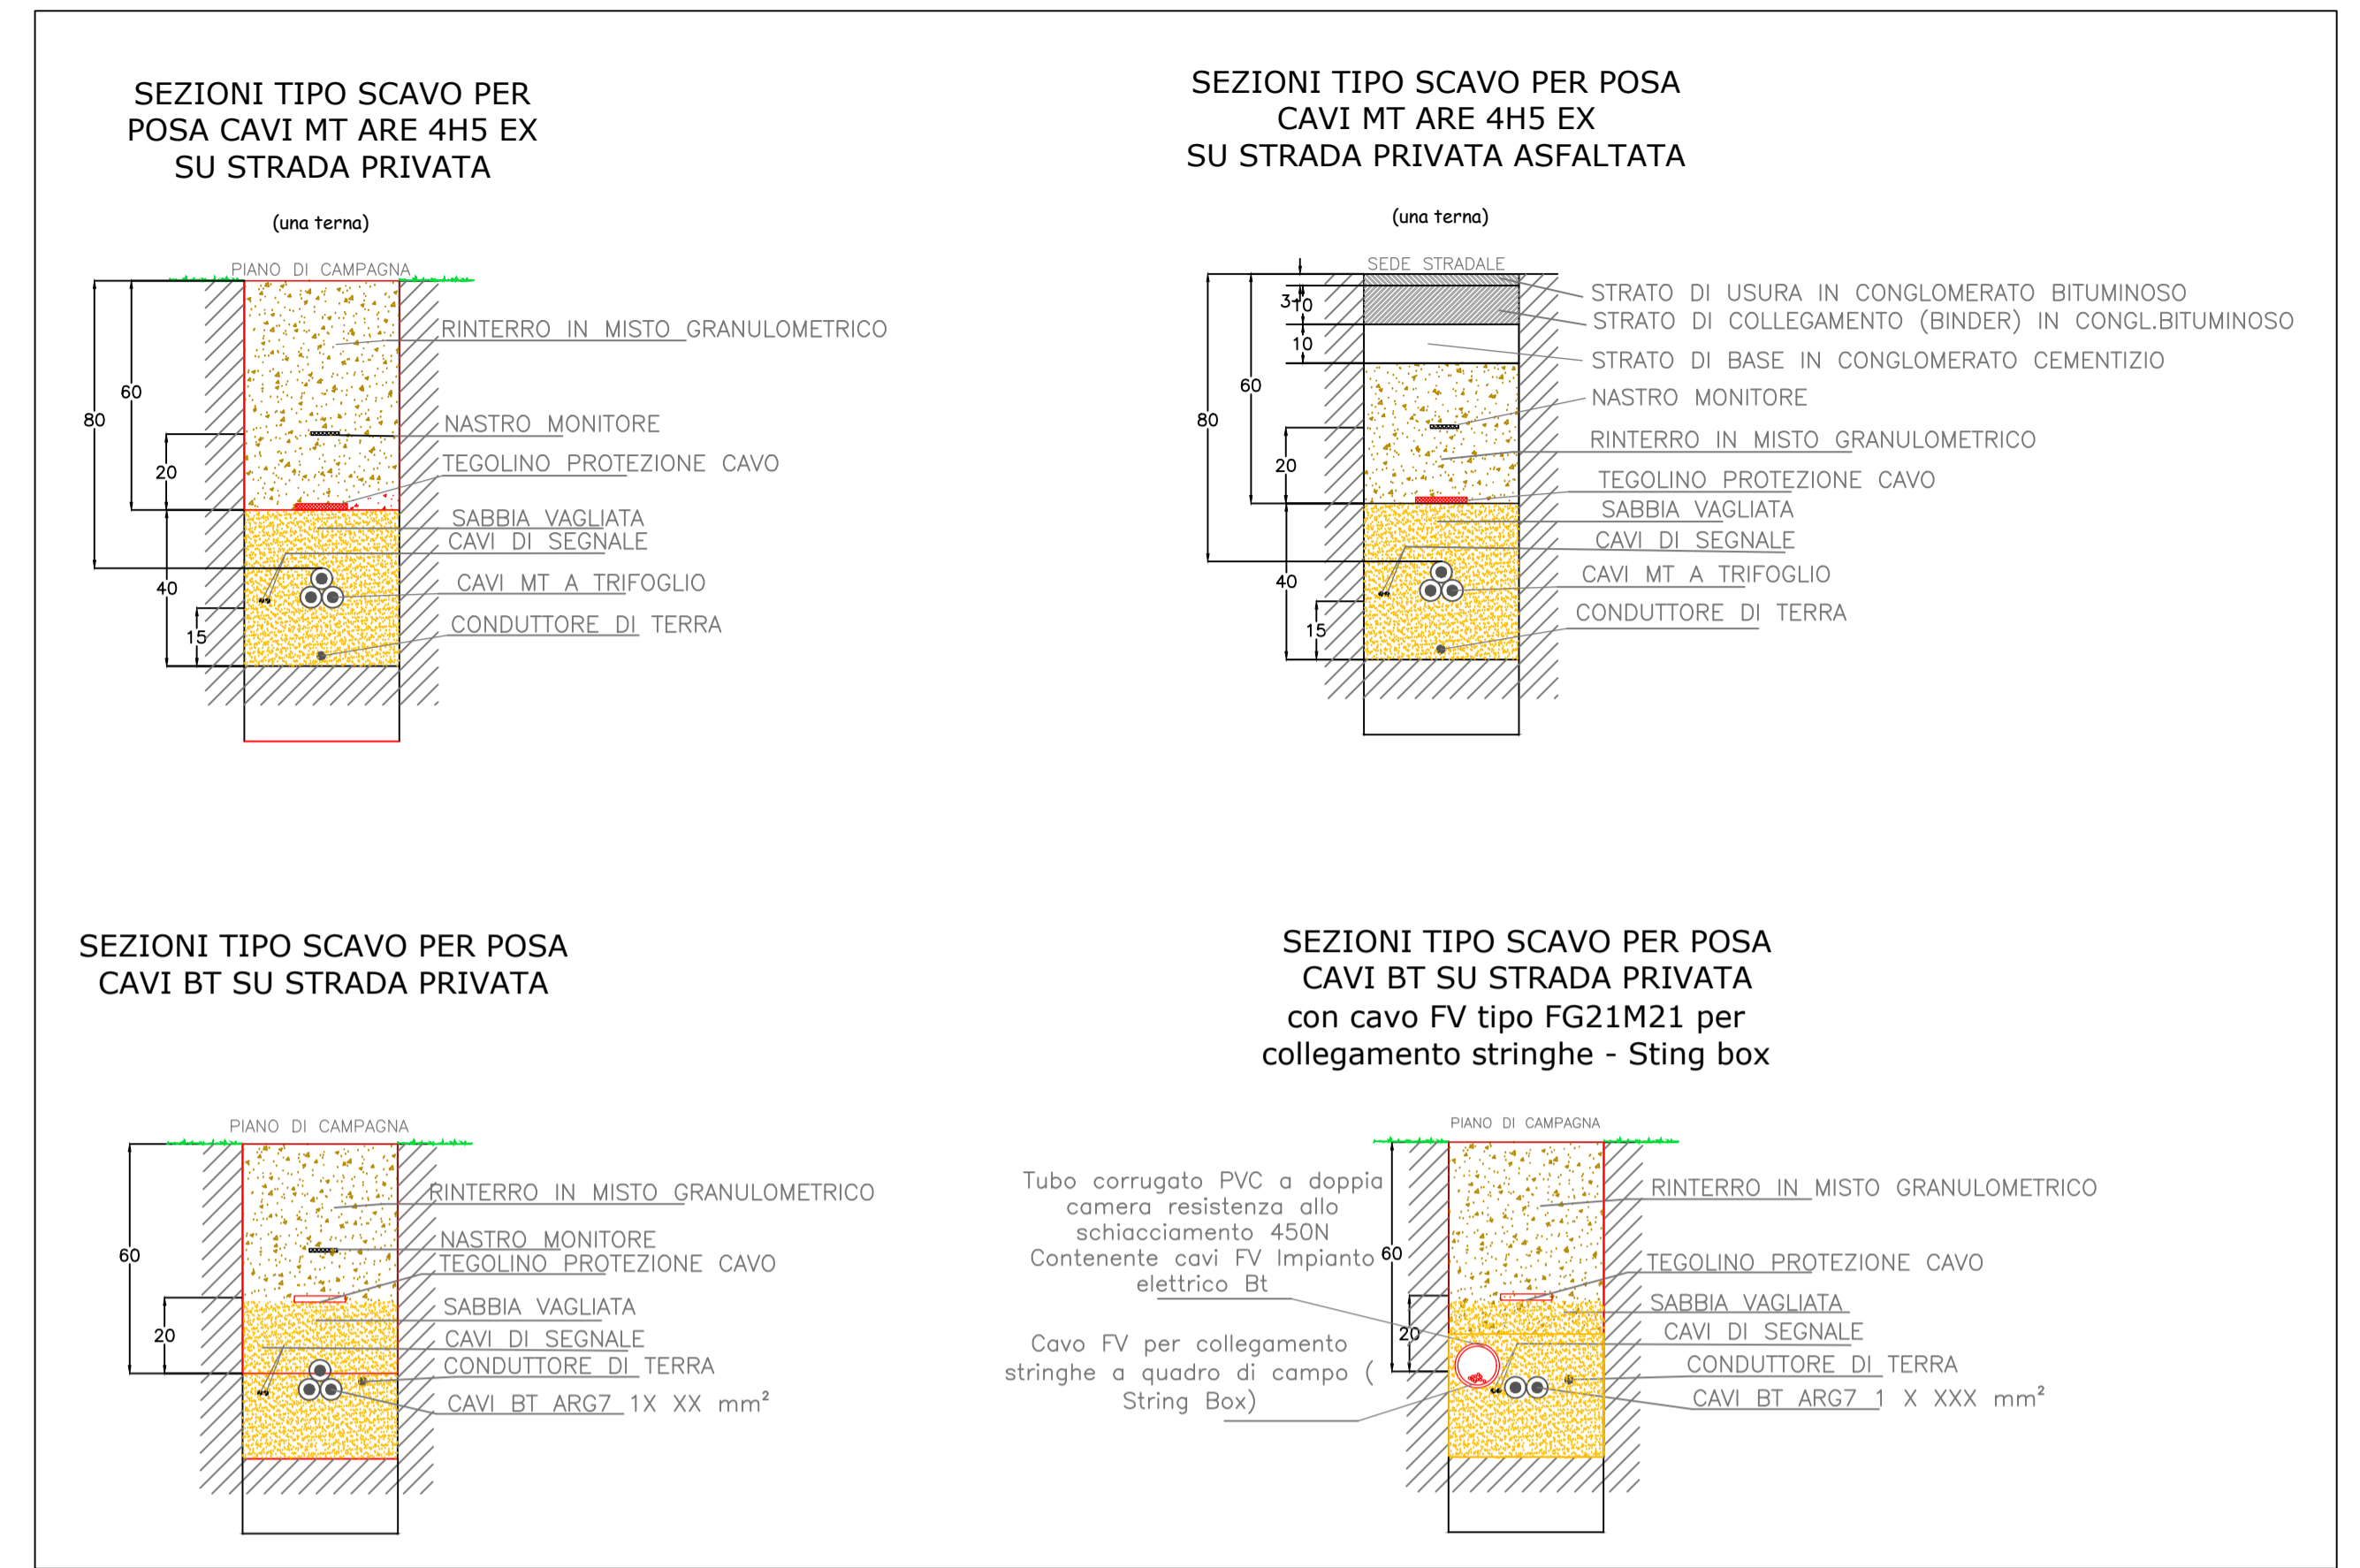 SEZIONI TIPO SCAVO PER
POSA CAVI MT ARE 4H5 EX
SU STRADA PRIVATA
(una terna)
PIANO DI CAMPAGNA
RINTERRO IN MISTO GRANULOMETRICO
60
80
NASTRO MONITORE
TEGOLINO PROTEZIONE CAVO
20
SABBIA VAGLIATA
CAVI DI SEGNALE
40
CAVI MT A TRIFOGLIO
15
CONDUTTORE DI TERRA
SEZIONI TIPO SCAVO PER POSA
CAVI MT ARE 4H5 EX
SU STRADA PRIVATA ASFALTATA
(una terna)
SEDE STRADALE
STRATO DI USURA IN CONGLOMERATO BITUMINOSO
3
10
STRATO DI COLLEGAMENTO (BINDER) IN CONGL.BITUMINOSO
10
STRATO DI BASE IN CONGLOMERATO CEMENTIZIO
60
NASTRO MONITORE
80
RINTERRO IN MISTO GRANULOMETRICO
20
TEGOLINO PROTEZIONE CAVO
SABBIA VAGLIATA
CAVI DI SEGNALE
40
CAVI MT A TRIFOGLIO
CONDUTTORE DI TERRA
15
SEZIONI TIPO SCAVO PER POSA
CAVI BT SU STRADA PRIVATA
PIANO DI CAMPAGNA
RINTERRO IN MISTO GRANULOMETRICO
NASTRO MONITORE
60
TEGOLINO PROTEZIONE CAVO
SABBIA VAGLIATA
20
CAVI DI SEGNALE
CONDUTTORE DI TERRA
CAVI BT ARG7 1X XX mm²
SEZIONI TIPO SCAVO PER POSA
CAVI BT SU STRADA PRIVATA
con cavo FV tipo FG21M21 per
collegamento stringhe - Sting box
PIANO DI CAMPAGNA
Tubo corrugato PVC a doppia
camera resistenza allo
schiacciamento 450N
Contenente cavi FV Impianto
elettrico Bt
60
Cavo FV per collegamento
stringhe a quadro di campo (
String Box)
20
RINTERRO IN MISTO GRANULOMETRICO
TEGOLINO PROTEZIONE CAVO
SABBIA VAGLIATA
CAVI DI SEGNALE
CONDUTTORE DI TERRA
CAVI BT ARG7 1 X XXX mm²